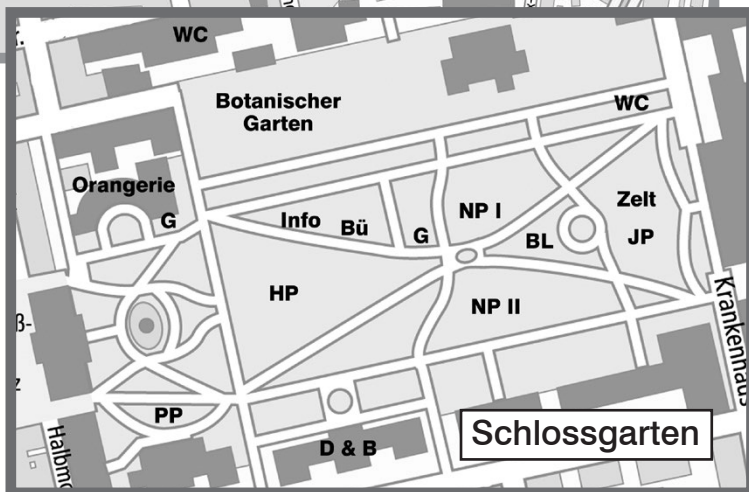 WC
Botanischer
Garten
WC
Orangerie
G
Info
Bü
G
NP I
BL
Zelt
JP
HP
NP II
Krankenhaus
PP
D & B
Schlossgarten